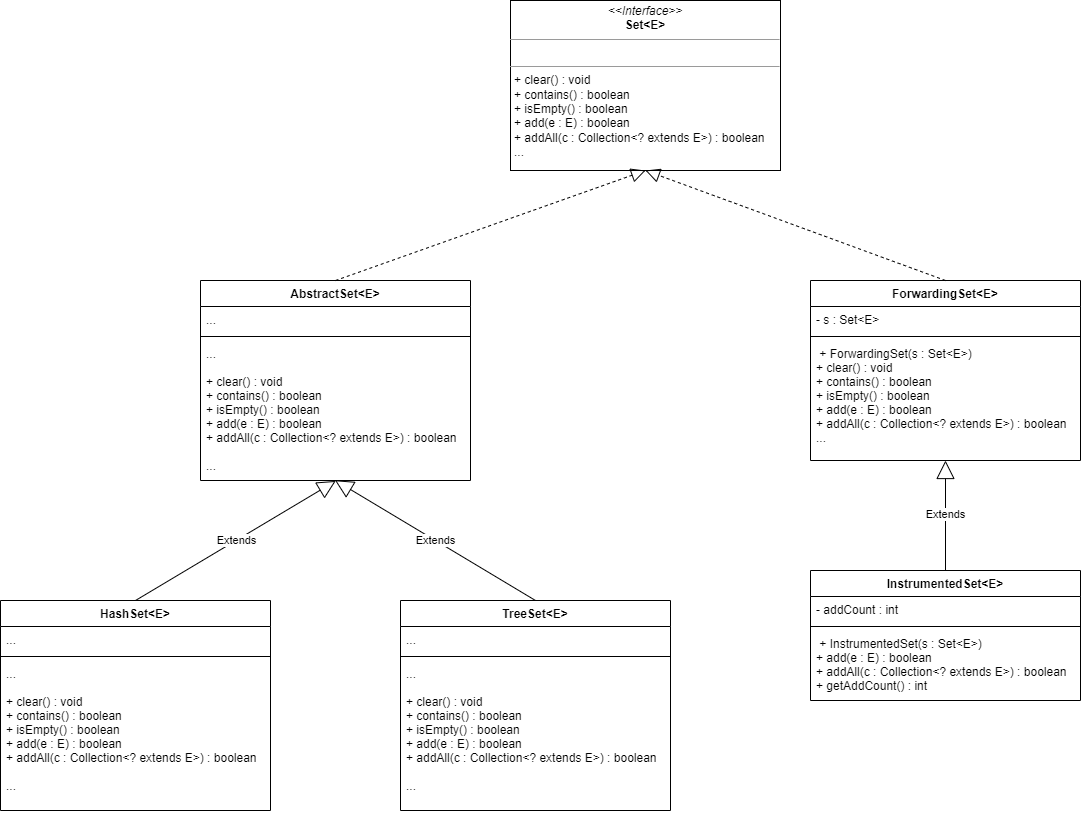 <<Interface>>
Set<E>
+ clear() : void
+ contains() : boolean
+ isEmpty() : boolean
+ add(e : E) : boolean
+ addAll(c : Collection<? extends E>) : boolean
...
AbstractSet<E>
...
...
+ clear() : void
+ contains() : boolean
+ isEmpty() : boolean
+ add(e : E) : boolean
+ addAll(c : Collection<? extends E>) : boolean
...
ForwardingSet<E>
- s : Set<E>
+ ForwardingSet(s : Set<E>)
+ clear() : void
+ contains() : boolean
+ isEmpty() : boolean
+ add(e : E) : boolean
+ addAll(c : Collection<? extends E>) : boolean
...
Extends
Extends
Extends
HashSet<E>
...
...
+ clear() : void
+ contains() : boolean
+ isEmpty() : boolean
+ add(e : E) : boolean
+ addAll(c : Collection<? extends E>) : boolean
...
TreeSet<E>
...
...
+ clear() : void
+ contains() : boolean
+ isEmpty() : boolean
+ add(e : E) : boolean
+ addAll(c : Collection<? extends E>) : boolean
...
InstrumentedSet<E>
- addCount : int
+ InstrumentedSet(s : Set<E>)
+ add(e : E) : boolean
+ addAll(c : Collection<? extends E>) : boolean
+ getAddCount() : int